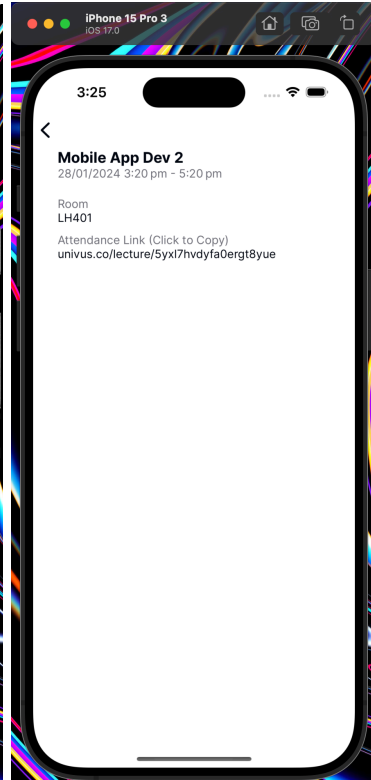 iPhone 15 Pro 3
iOS 17.0
3:25
Mobile App Dev 2
28/01/2024 3:20 pm - 5:20 pm
Room
LH401
Attendance Link (Click to Copy)
univus.co/lecture/5yxl7hvdyfa0ergt8yue